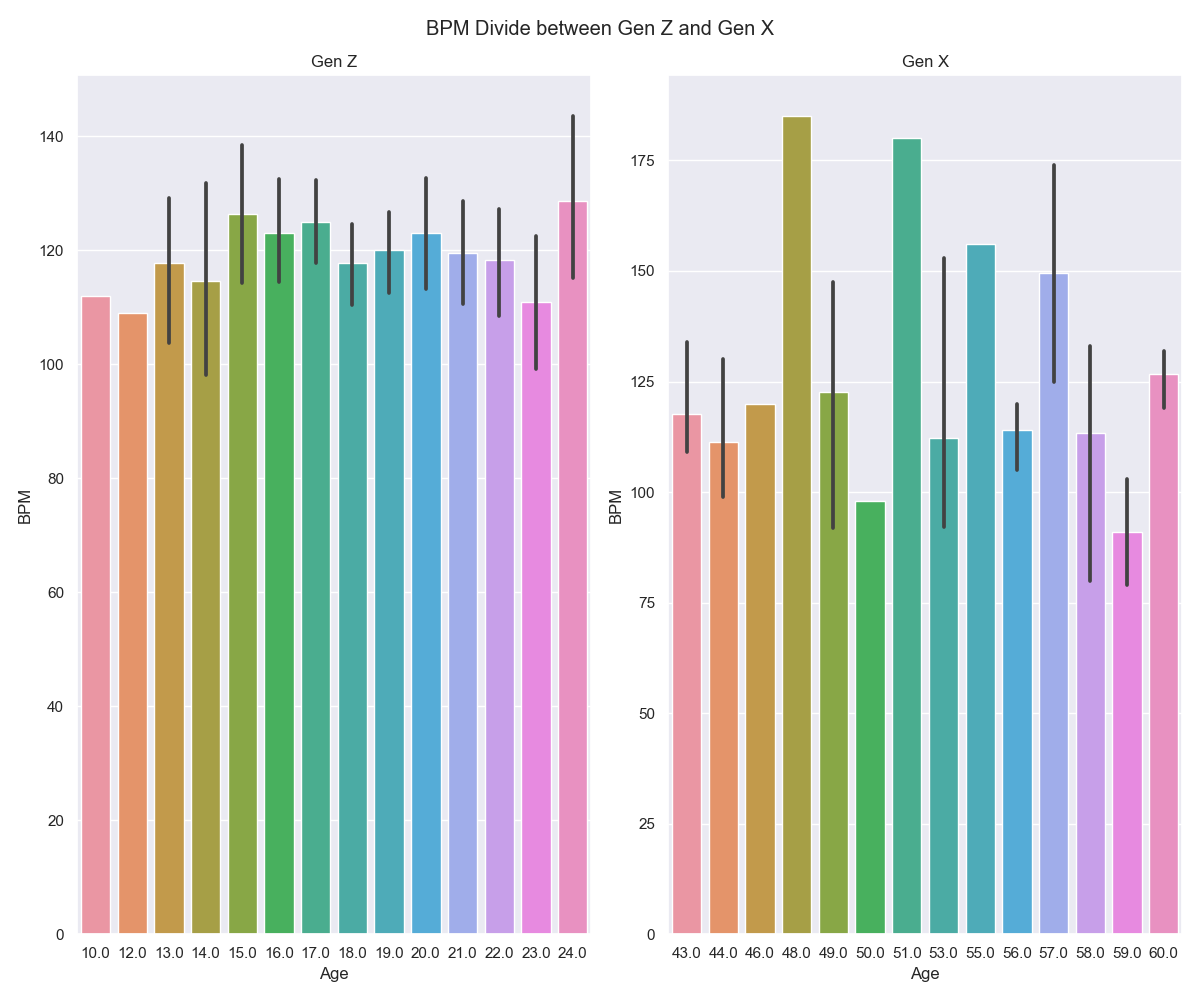 BPM Divide between Gen Z and Gen X
Gen Z
BPM
140
120
100
80
60
40
20
0
10.0 12.0 13.0 14.0 15.0 16.0 17.0 18.0 19.0 20.0 21.0 22.0 23.0 24.0
Age
Gen X
BPM
175
150
125
100
75
50
25
0
43.0 44.0 46.0 48.0 49.0 50.0 51.0 53.0 55.0 56.0 57.0 58.0 59.0 60.0
Age